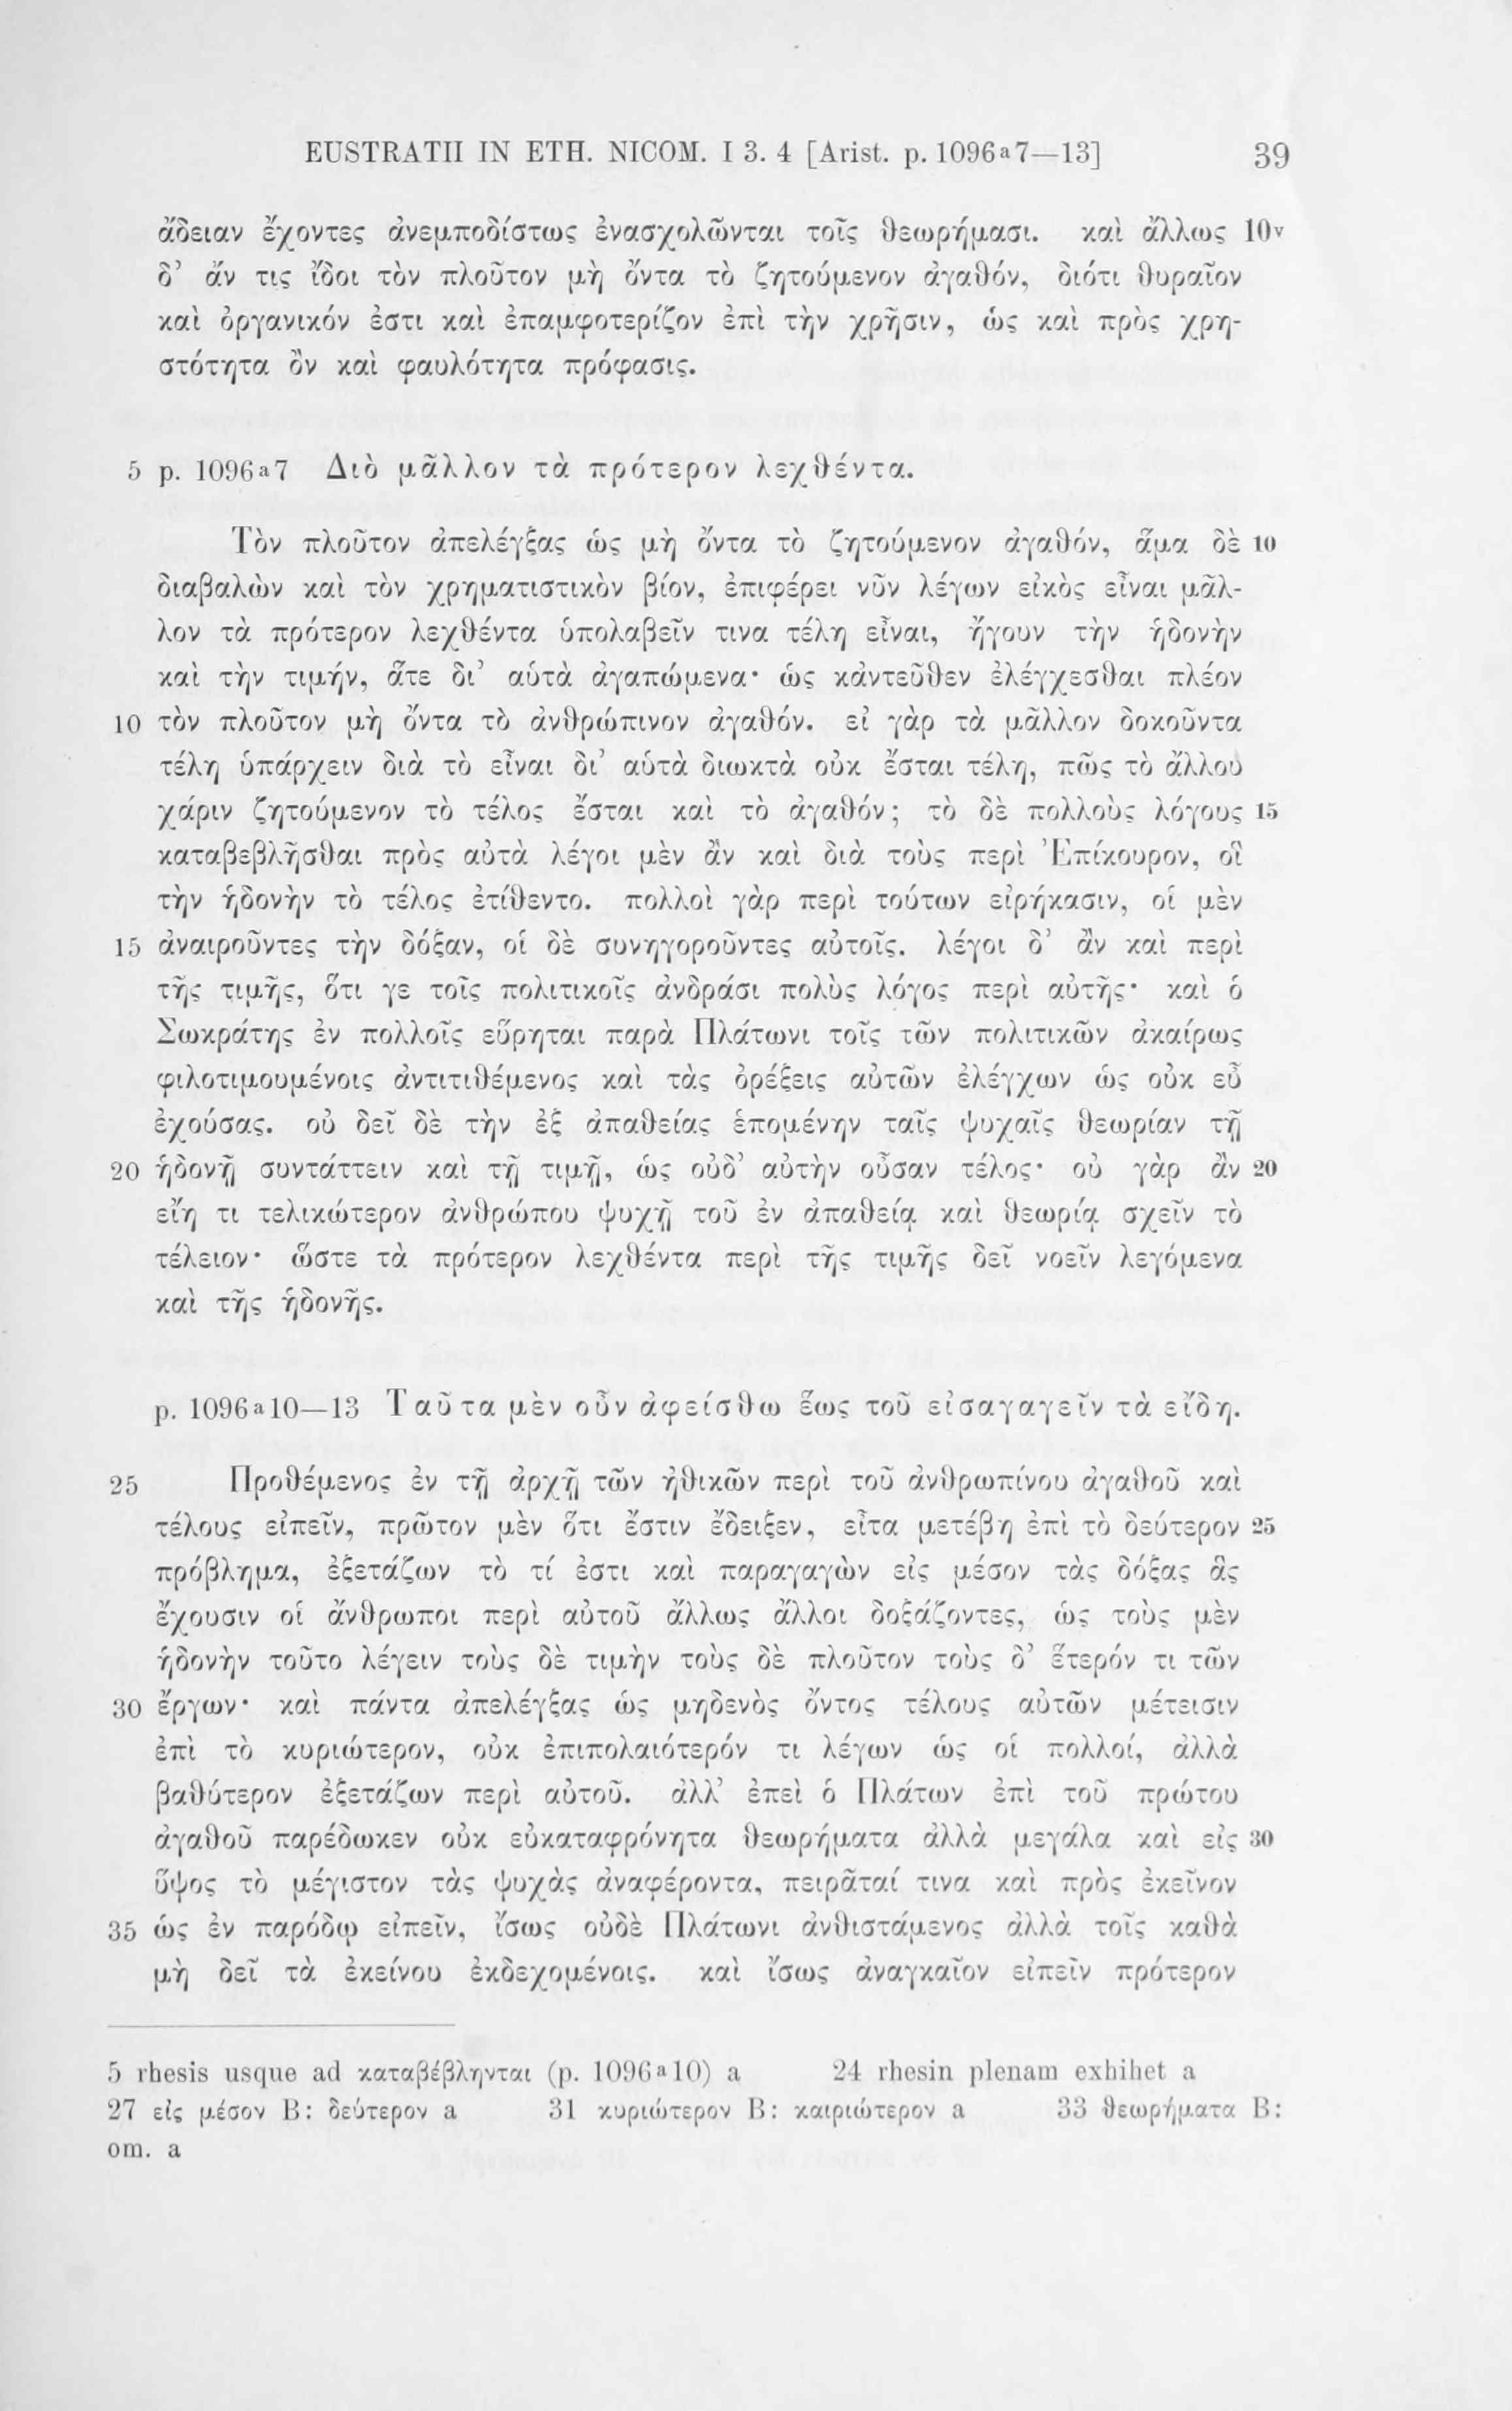 EUSTRATII IN ETH. NICOM. I 3. 4 [Arist. p. 1096a7—13] 39
ἄδειαν ἔχοντες ἀνεμποδίστως ἐνασχολῶνται τοῖς θεωρήμασι. καὶ ἄλλως 10v
δ’ ἄν τις ἴδοι τὸν πλοῦτον μὴ ὄντα τὸ ζητούμενον ἀγαθόν, διότι θυραῖον
καὶ ὀργανικόν ἐστι καὶ ἐπαμφοτερίζον ἐπὶ τὴν χρῆσιν, ὡς καὶ πρὸς χρη-
στότητα ὂν καὶ φαυλότητα πρόφασις.
5 p. 1096a7 Διὸ μᾶλλον τὰ πρότερον λεχθέντα.
Τὸν πλοῦτον ἀπελέγξας ὡς μὴ ὄντα τὸ ζητούμενον ἀγαθόν, ἅμα δὲ 10
διαβαλὼν καὶ τὸν χρηματιστικὸν βίον, ἐπιφέρει νῦν λέγων εἰκὸς εἶναι μᾶλ-
λον τὰ πρότερον λεχθέντα ὑπολαβεῖν τινα τέλη εἶναι, ἤγουν τὴν ἡδονὴν
καὶ τὴν τιμήν, ἅτε δι’ αὑτὰ ἀγαπώμενα· ὡς κἀντεῦθεν ἐλέγχεσθαι πλέον
10 τὸν πλοῦτον μὴ ὄντα τὸ ἀνθρώπινον ἀγαθόν. εἰ γὰρ τὰ μᾶλλον δοκοῦντα
τέλη ὑπάρχειν διὰ τὸ εἶναι δι’ αὑτὰ διωκτὰ οὐκ ἔσται τέλη, πῶς τὸ ἄλλου
χάριν ζητούμενον τὸ τέλος ἔσται καὶ τὸ ἀγαθόν; τὸ δὲ πολλοὺς λόγους 15
καταβεβλῆσθαι πρὸς αὐτὰ λέγοι μὲν ἂν καὶ διὰ τοὺς περὶ Ἐπίκουρον, οἳ
τὴν ἡδονὴν τὸ τέλος ἐτίθεντο. πολλοὶ γὰρ περὶ τούτων εἰρήκασιν, οἱ μὲν
15 ἀναιροῦντες τὴν δόξαν, οἱ δὲ συνηγοροῦντες αὐτοῖς. λέγοι δ’ ἂν καὶ περὶ
τῆς τιμῆς, ὅτι γε τοῖς πολιτικοῖς ἀνδράσι πολὺς λόγος περὶ αὐτῆς· καὶ ὁ
Σωκράτης ἐν πολλοῖς εὕρηται παρὰ Πλάτωνι τοῖς τῶν πολιτικῶν ἀκαίρως
φιλοτιμουμένοις ἀντιτιθέμενος καὶ τὰς ὀρέξεις αὐτῶν ἐλέγχων ὡς οὐκ εὖ
ἐχούσας. οὐ δεῖ δὲ τὴν ἐξ ἀπαθείας ἑπομένην ταῖς ψυχαῖς θεωρίαν τῇ
20 ἡδονῇ συντάττειν καὶ τῇ τιμῇ, ὡς οὐδ’ αὐτὴν οὖσαν τέλος· οὐ γὰρ ἂν 20
εἴη τι τελικώτερον ἀνθρώπου ψυχῇ τοῦ ἐν ἀπαθείᾳ καὶ θεωρίᾳ σχεῖν τὸ
τέλειον· ὥστε τὰ πρότερον λεχθέντα περὶ τῆς τιμῆς δεῖ νοεῖν λεγόμενα
καὶ τῆς ἡδονῆς.
p. 1096a10—13 Ταῦτα μὲν οὖν ἀφείσθω ἕως τοῦ εἰσαγαγεῖν τὰ εἴδη.
25 Προθέμενος ἐν τῇ ἀρχῇ τῶν ἠθικῶν περὶ τοῦ ἀνθρωπίνου ἀγαθοῦ καὶ
τέλους εἰπεῖν, πρῶτον μὲν ὅτι ἔστιν ἔδειξεν, εἶτα μετέβη ἐπὶ τὸ δεύτερον 25
πρόβλημα, ἐξετάζων τὸ τί ἐστι καὶ παραγαγὼν εἰς μέσον τὰς δόξας ἃς
ἔχουσιν οἱ ἄνθρωποι περὶ αὐτοῦ ἄλλως ἄλλοι δοξάζοντες, ὡς τοὺς μὲν
ἡδονὴν τοῦτο λέγειν τοὺς δὲ τιμὴν τοὺς δὲ πλοῦτον τοὺς δ’ ἕτερόν τι τῶν
30 ἔργων· καὶ πάντα ἀπελέγξας ὡς μηδενὸς ὄντος τέλους αὐτῶν μέτεισιν
ἐπὶ τὸ κυριώτερον, οὐκ ἐπιπολαιότερόν τι λέγων ὡς οἱ πολλοί, ἀλλὰ
βαθύτερον ἐξετάζων περὶ αὐτοῦ. ἀλλ’ ἐπεὶ ὁ Πλάτων ἐπὶ τοῦ πρώτου
ἀγαθοῦ παρέδωκεν οὐκ εὐκαταφρόνητα θεωρήματα ἀλλὰ μεγάλα καὶ εἰς 30
ὕψος τὸ μέγιστον τὰς ψυχὰς ἀναφέροντα, πειρᾶταί τινα καὶ πρὸς ἐκεῖνον
35 ὡς ἐν παρόδῳ εἰπεῖν, ἴσως οὐδὲ Πλάτωνι ἀνθιστάμενος ἀλλὰ τοῖς καθὰ
μὴ δεῖ τὰ ἐκείνου ἐκδεχομένοις. καὶ ἴσως ἀναγκαῖον εἰπεῖν πρότερον
5 rhesis usque ad καταβέβληνται (p. 1096a10) a 24 rhesin plenam exhibet a
27 εἰς μέσον B: δεύτερον a 31 κυριώτερον B: καιριώτερον a 33 θεωρήματα B:
om. a